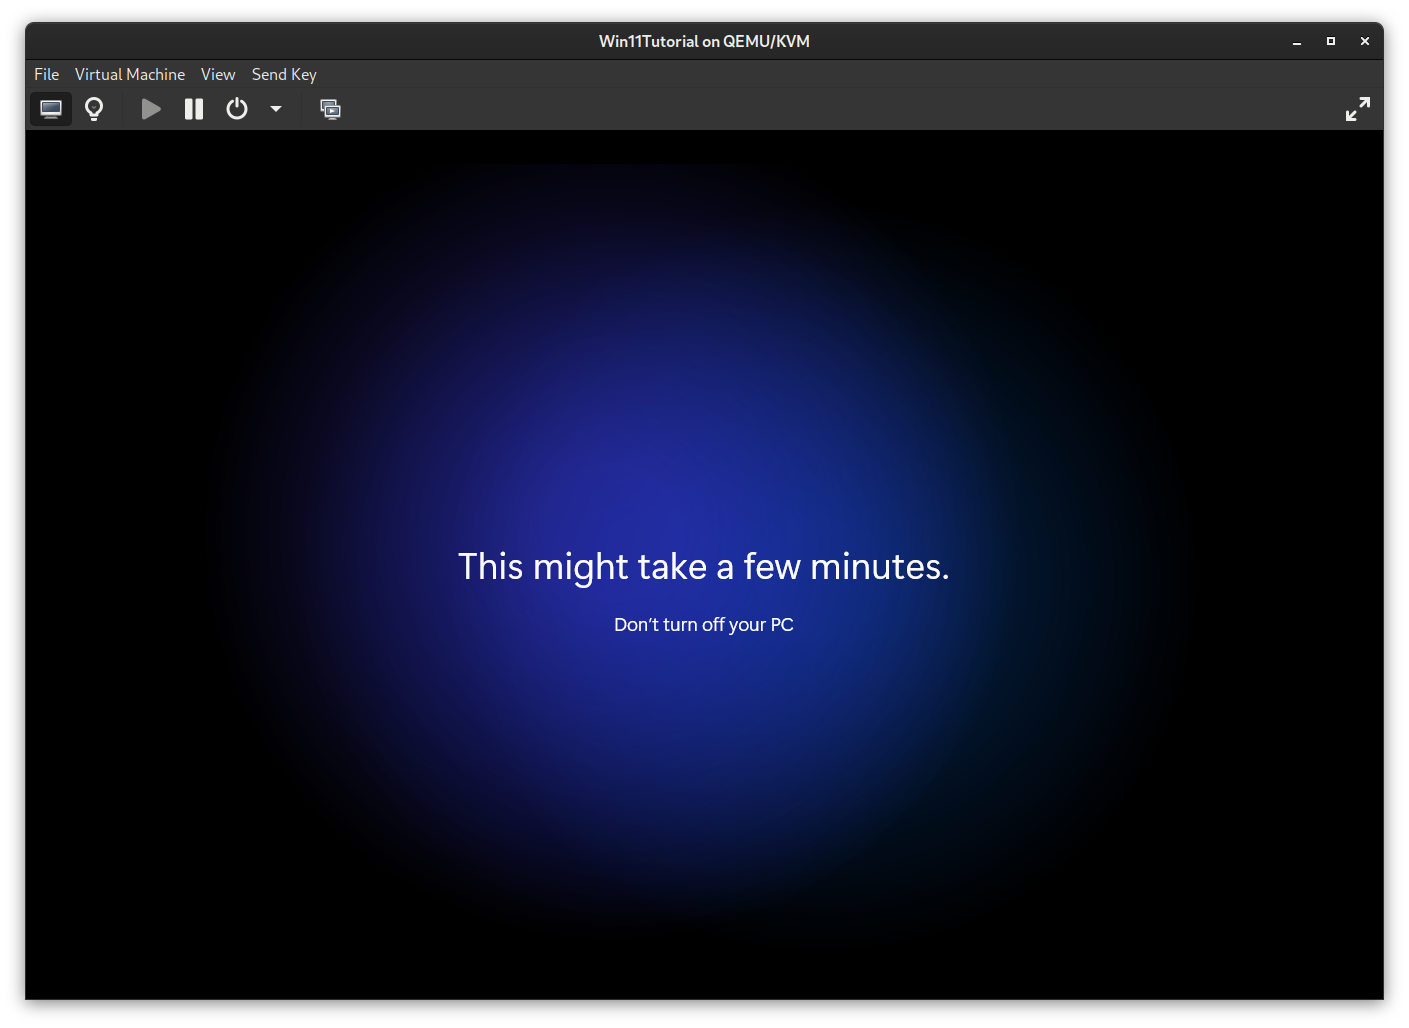 Win11Tutorial on QEMU/KVM
File Virtual Machine View Send Key
This might take a few minutes.
Don't turn off your PC